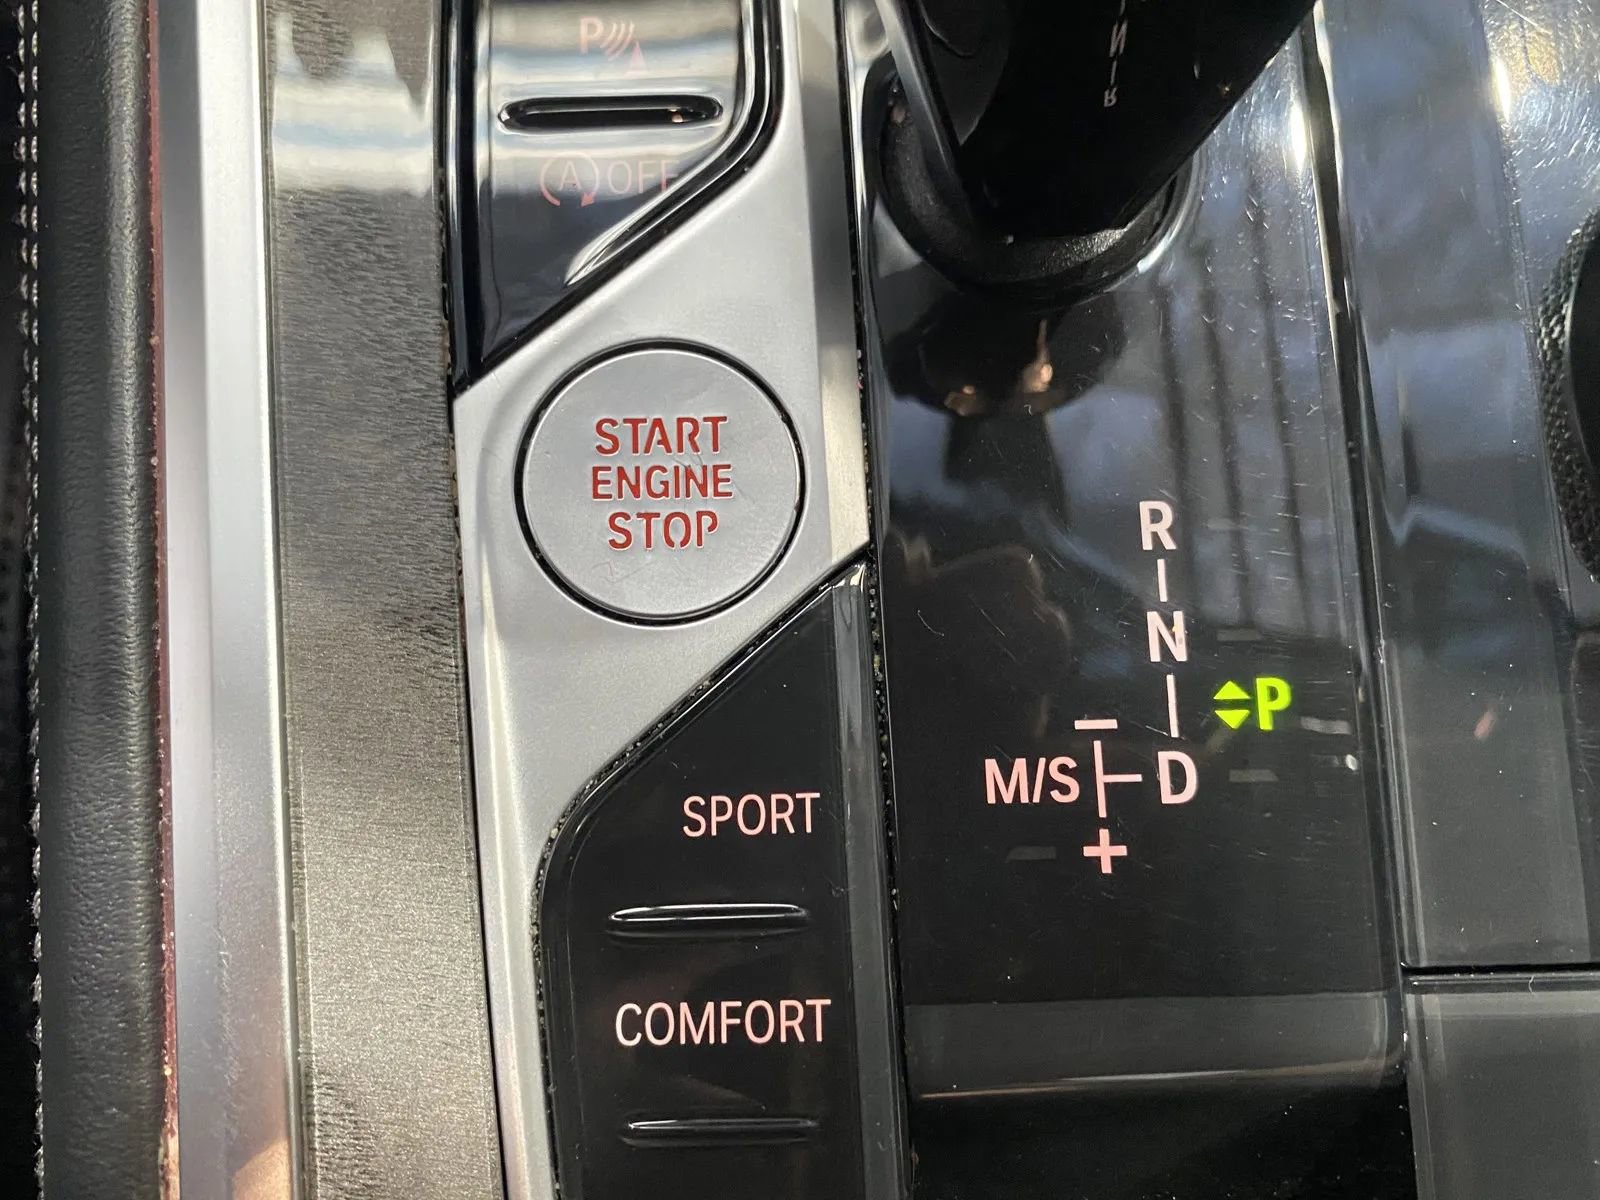 P
A OFF
START
ENGINE
STOP
R
N
P
M/S D
−
+
SPORT
COMFORT